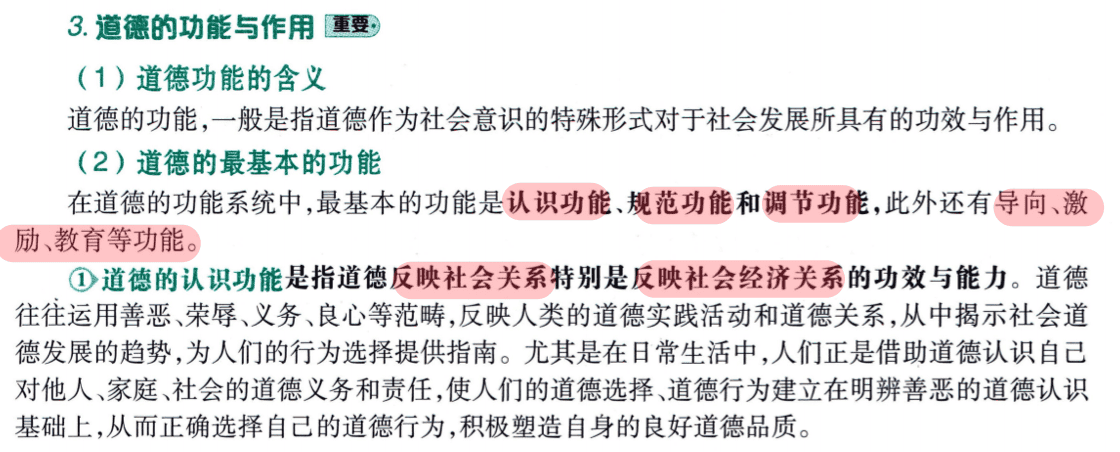 3. 道德的功能与作用 重要
（1）道德功能的含义
道德的功能,一般是指道德作为社会意识的特殊形式对于社会发展所具有的功效与作用。
（2）道德的最基本的功能
在道德的功能系统中,最基本的功能是认识功能、规范功能和调节功能,此外还有导向、激
励、教育等功能。
①道德的认识功能是指道德反映社会关系特别是反映社会经济关系的功效与能力。道德
往往运用善恶、荣辱、义务、良心等范畴,反映人类的道德实践活动和道德关系,从中揭示社会道
德发展的趋势,为人们的行为选择提供指南。尤其是在日常生活中,人们正是借助道德认识自己
对他人、家庭、社会的道德义务和责任,使人们的道德选择、道德行为建立在明辨善恶的道德认识
基础上,从而正确选择自己的道德行为,积极塑造自身的良好道德品质。